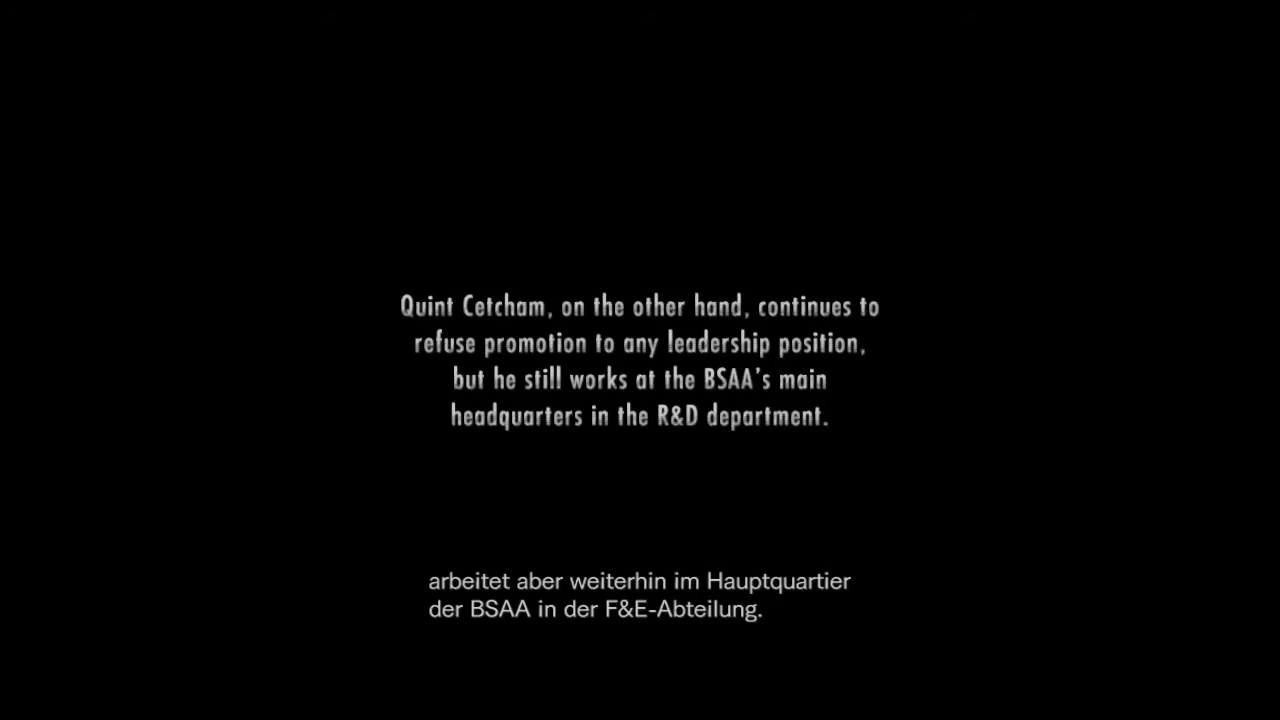 Quint Cetcham, on the other hand, continues to
refuse promotion to any leadership position,
but he still works at the BSAA's main
headquarters in the R&D department.
arbeitet aber weiterhin im Hauptquartier
der BSAA in der F&E-Abteilung.